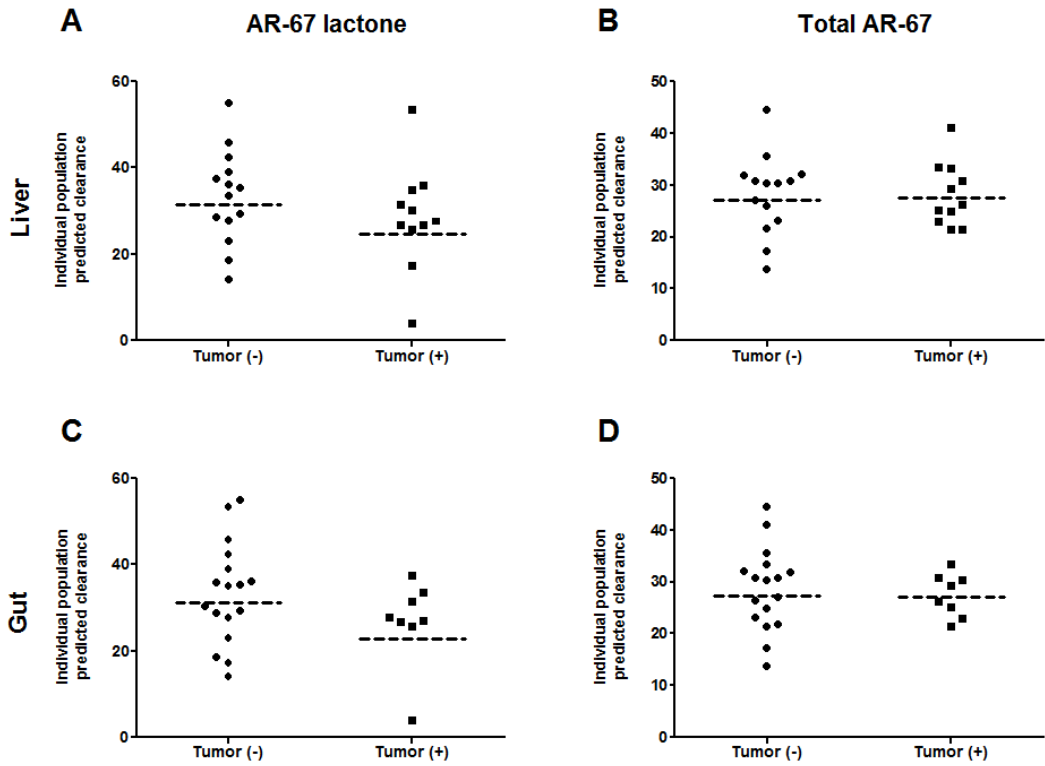 A AR-67 lactone
B Total AR-67
Liver
Individual population
predicted clearance
60
40
20
0
Tumor (-) Tumor (+)
Individual population
predicted clearance
50
40
30
20
10
0
Tumor (-) Tumor (+)
C
D
Gut
Individual population
predicted clearance
60
40
20
0
Tumor (-) Tumor (+)
Individual population
predicted clearance
50
40
30
20
10
0
Tumor (-) Tumor (+)